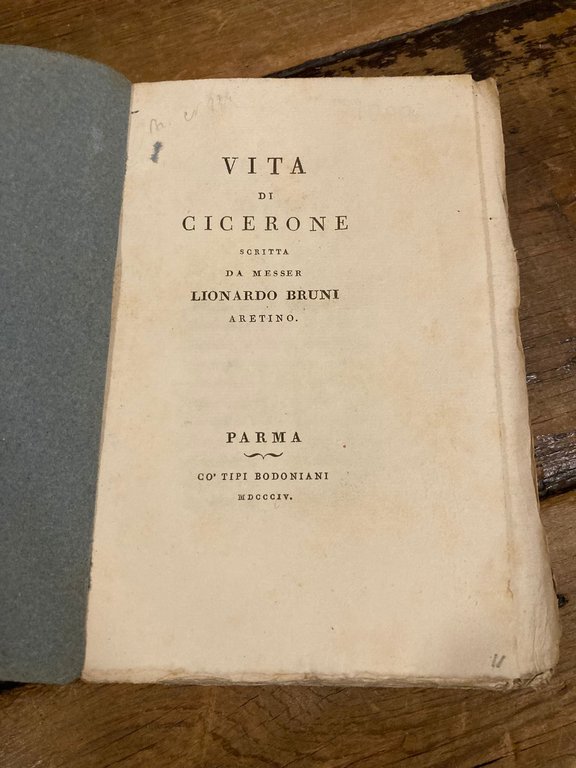 VITA
DI
CICERONE
SCRITTA
DA MESSER
LIONARDO BRUNI
ARETINO.
PARMA
CO' TIPI BODONIANI
MDCCCIV.